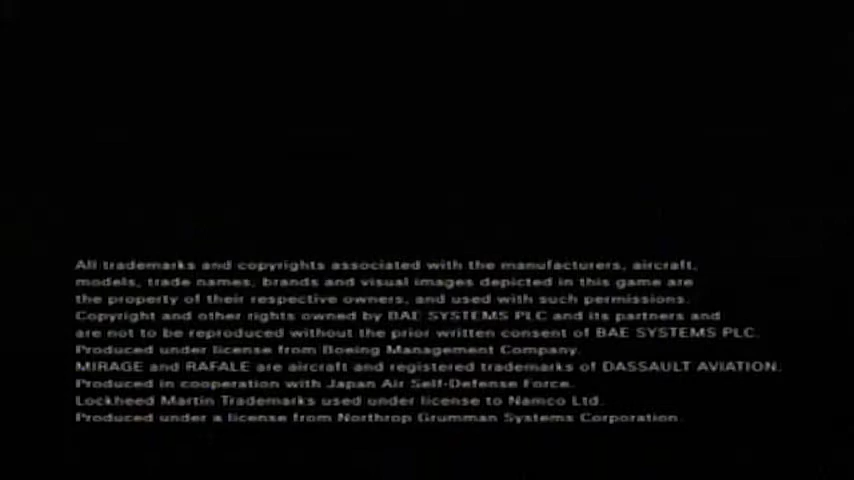 All trademarks and copyrights associated with the manufacturers, aircraft,
models, trade names, brands and visual images depicted in this game are
the property of their respective owners, and used with such permissions.
Copyright and other rights owned by BAE SYSTEMS PLC and its partners and
are not to be reproduced without the prior written consent of BAE SYSTEMS PLC.
Produced under license from Boeing Management Company.
MIRAGE and RAFALE are aircraft and registered trademarks of DASSAULT AVIATION.
Produced in cooperation with Japan Air Self-Defense Force.
Lockheed Martin Trademarks used under license to Namco Ltd.
Produced under a license from Northrop Grumman Systems Corporation.